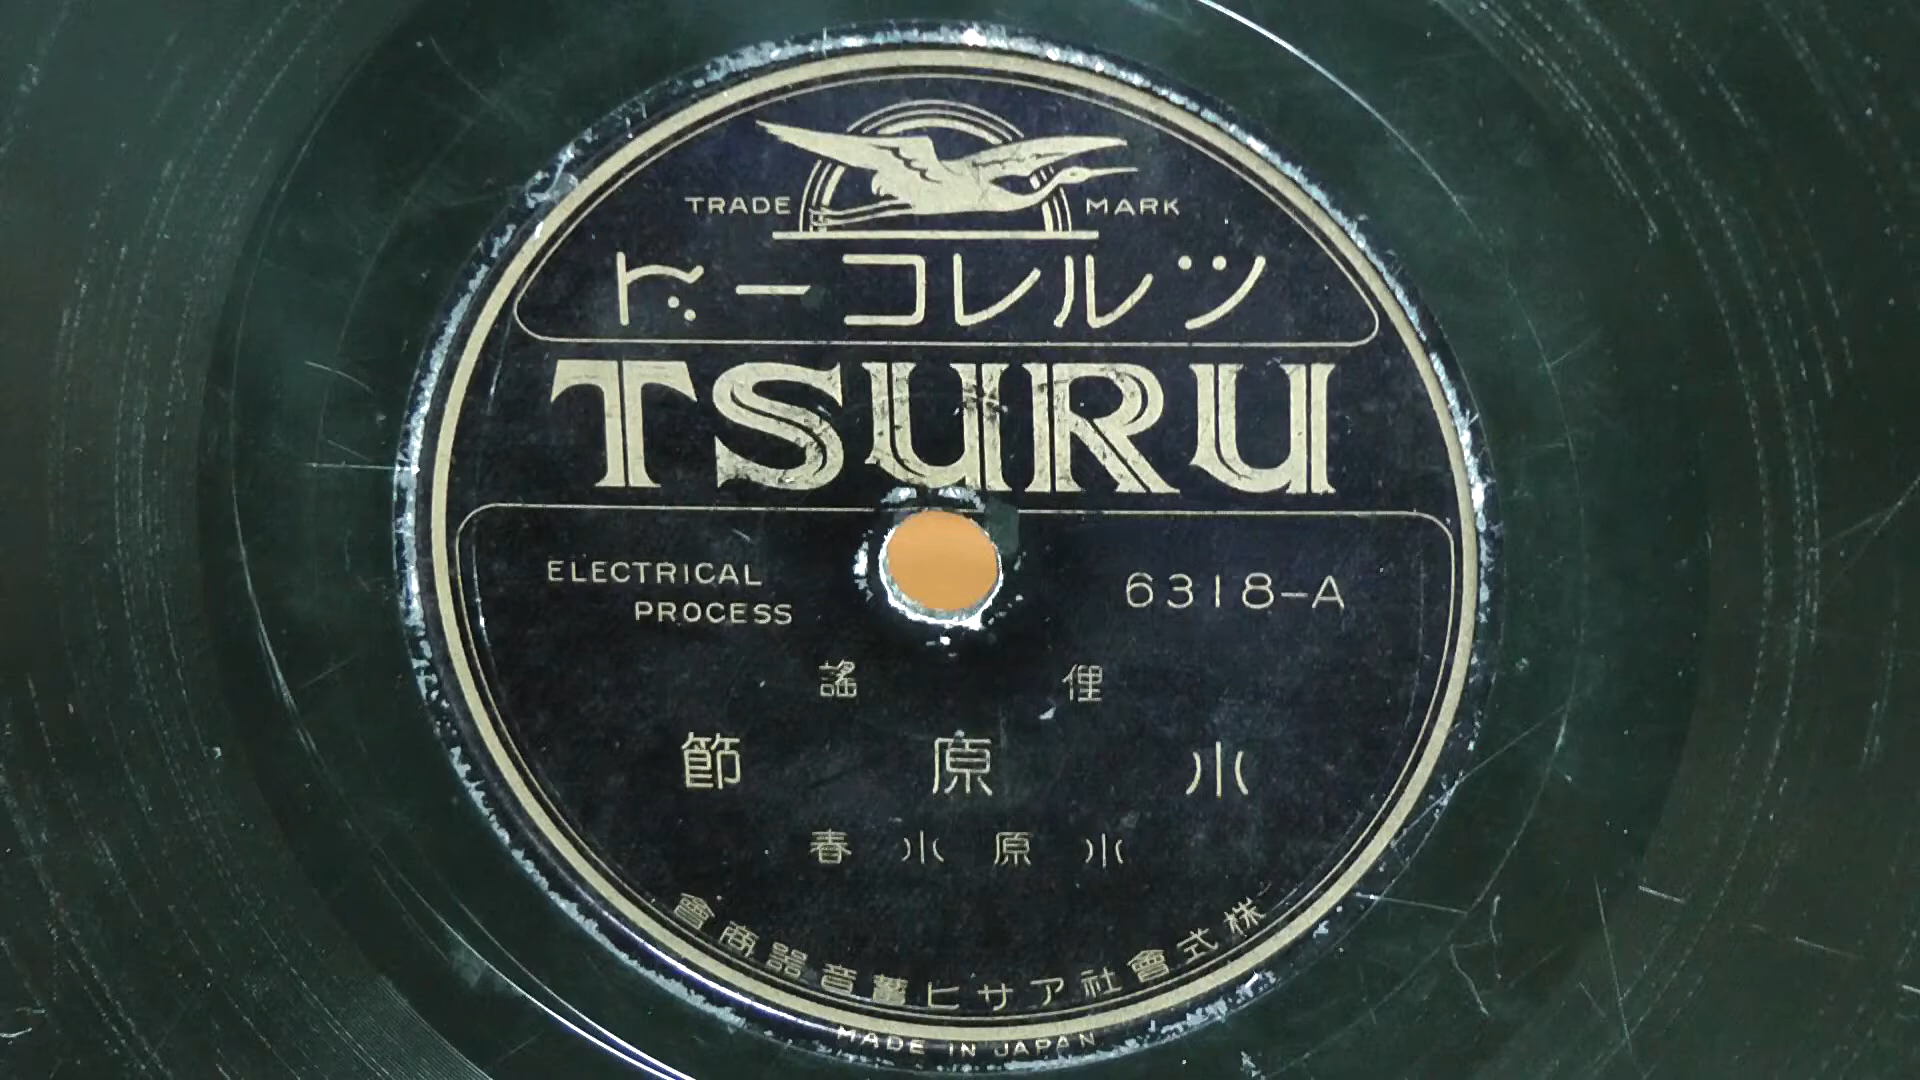 TRADE MARK
ツルレコード
TSURU
ELECTRICAL PROCESS
6318-A
俚謠
小原節
小原小春
株式會社アサヒ蓄音器商會
MADE IN JAPAN